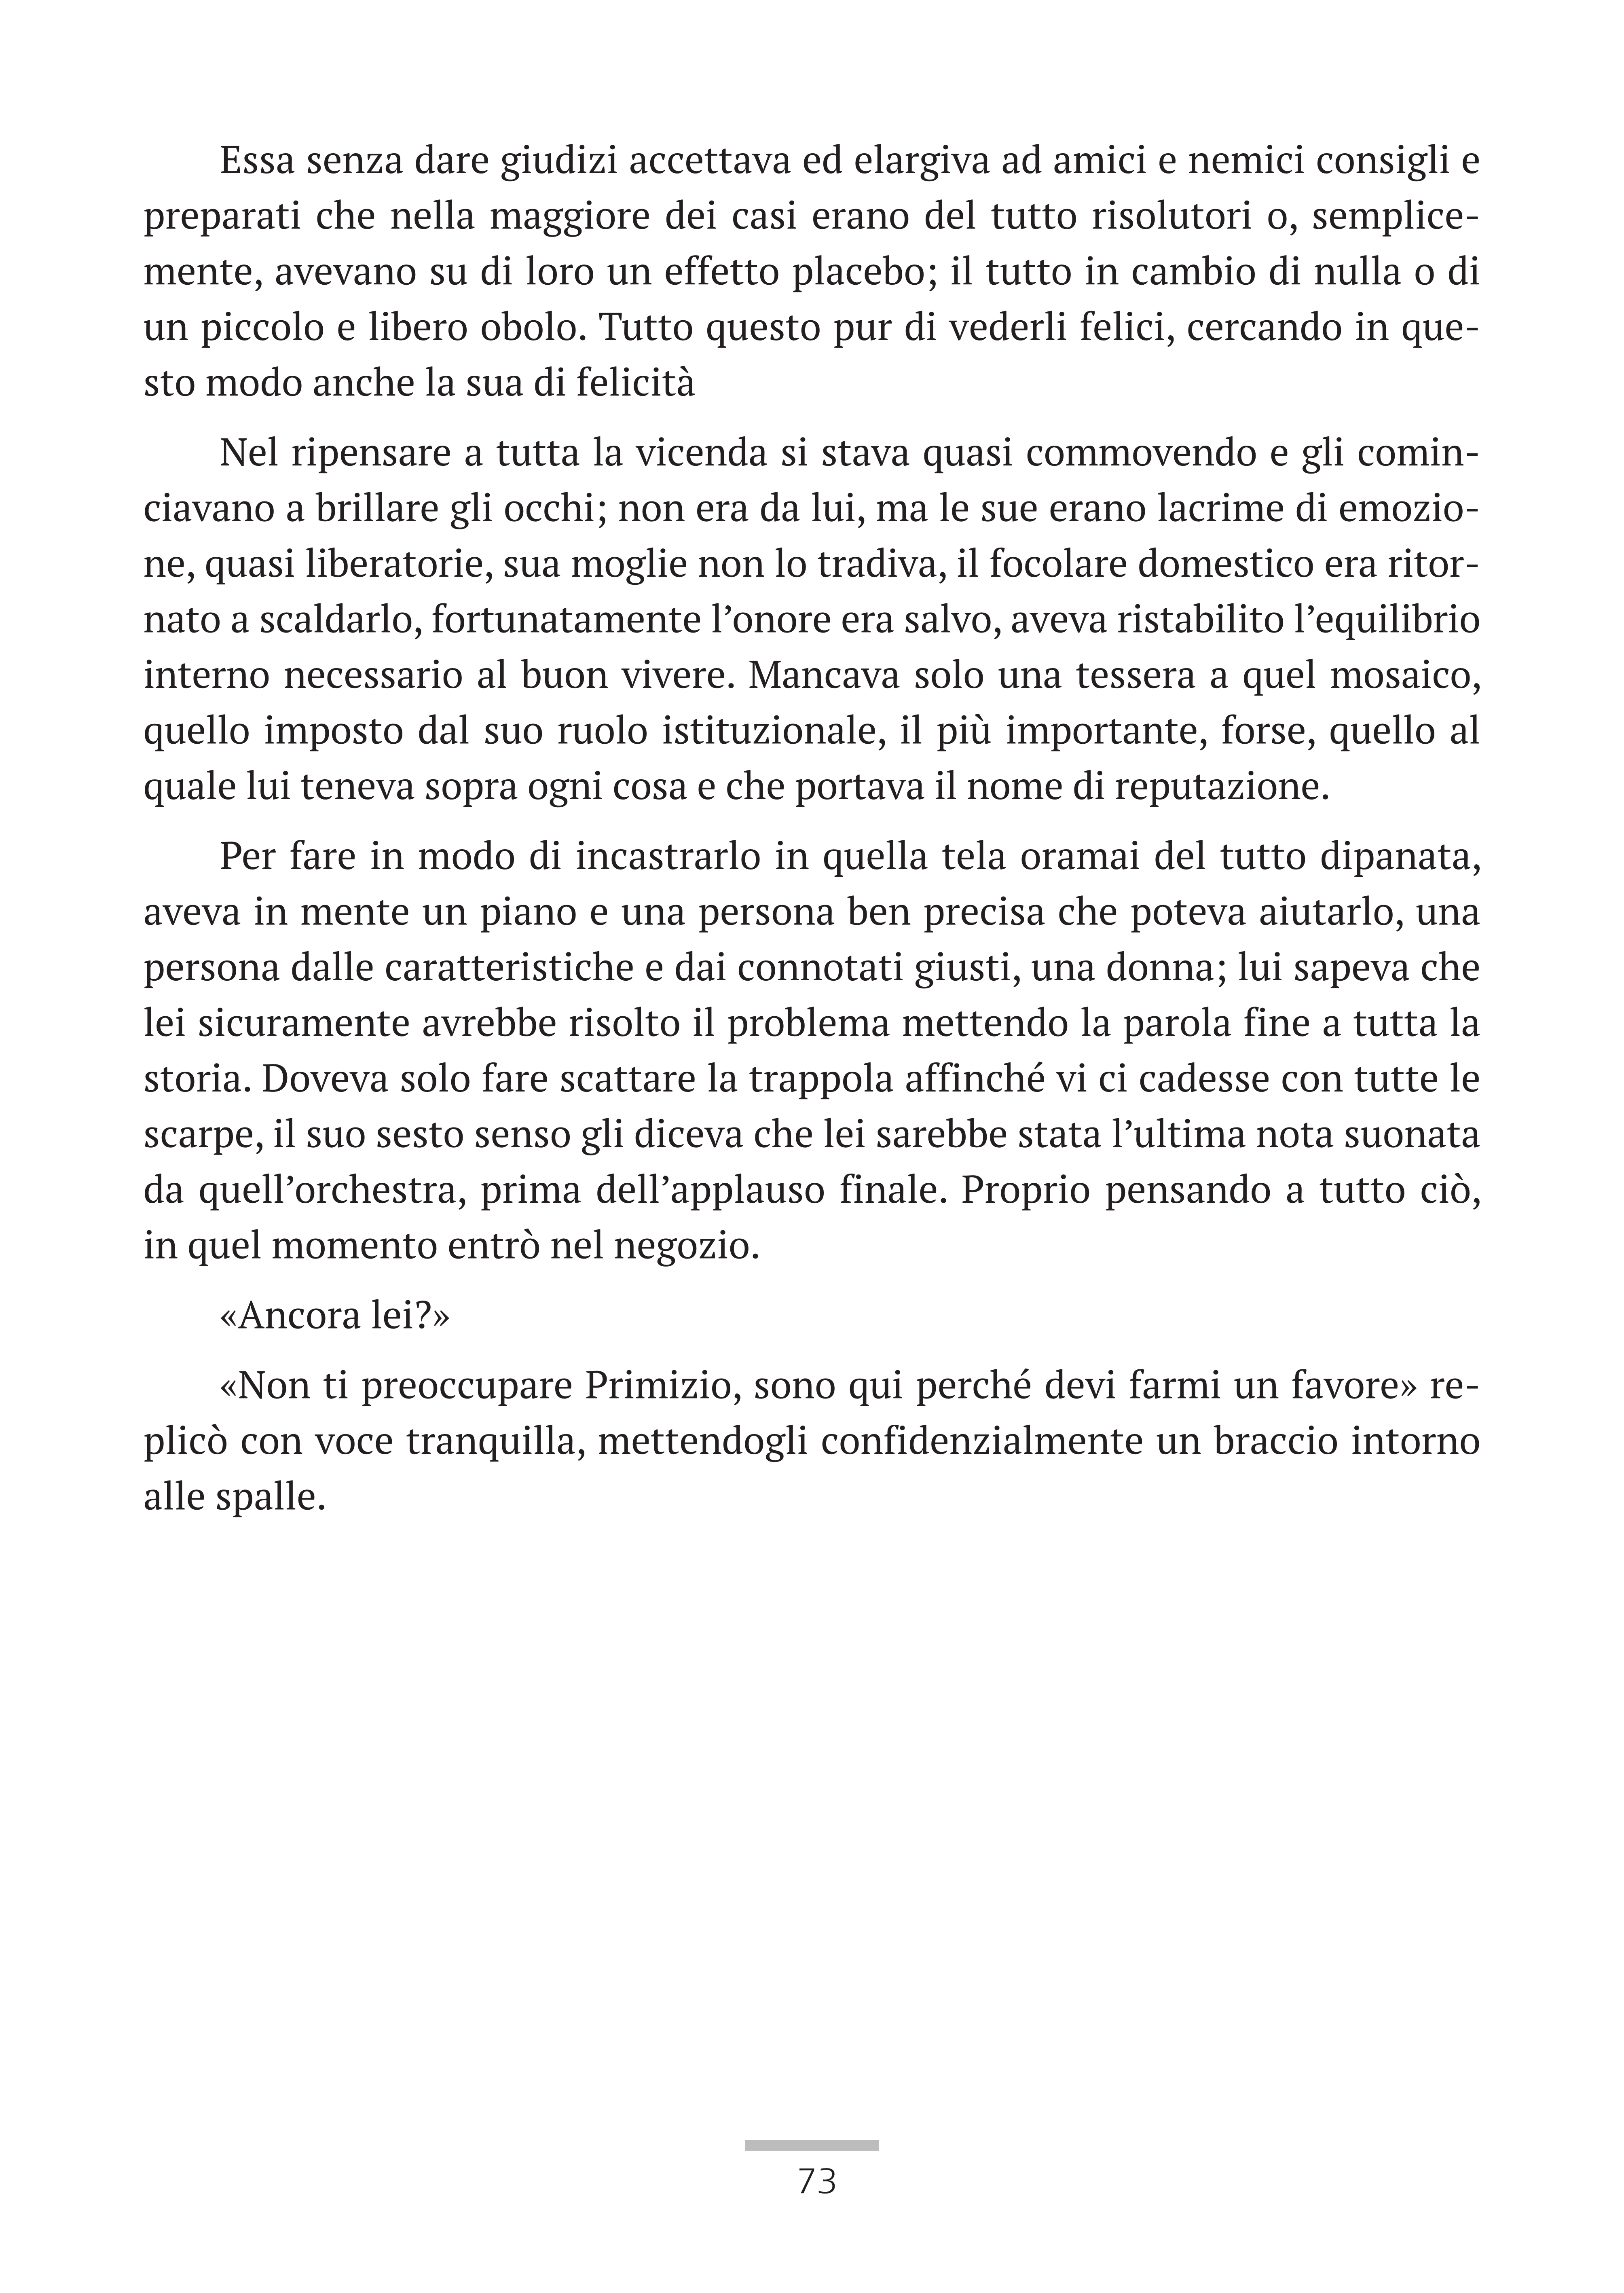 Essa senza dare giudizi accettava ed elargiva ad amici e nemici consigli e
preparati che nella maggiore dei casi erano del tutto risolutori o, semplice-
mente, avevano su di loro un effetto placebo; il tutto in cambio di nulla o di
un piccolo e libero obolo. Tutto questo pur di vederli felici, cercando in que-
sto modo anche la sua di felicità
Nel ripensare a tutta la vicenda si stava quasi commovendo e gli comin-
ciavano a brillare gli occhi; non era da lui, ma le sue erano lacrime di emozio-
ne, quasi liberatorie, sua moglie non lo tradiva, il focolare domestico era ritor-
nato a scaldarlo, fortunatamente l’onore era salvo, aveva ristabilito l’equilibrio
interno necessario al buon vivere. Mancava solo una tessera a quel mosaico,
quello imposto dal suo ruolo istituzionale, il più importante, forse, quello al
quale lui teneva sopra ogni cosa e che portava il nome di reputazione.
Per fare in modo di incastrarlo in quella tela oramai del tutto dipanata,
aveva in mente un piano e una persona ben precisa che poteva aiutarlo, una
persona dalle caratteristiche e dai connotati giusti, una donna; lui sapeva che
lei sicuramente avrebbe risolto il problema mettendo la parola fine a tutta la
storia. Doveva solo fare scattare la trappola affinché vi ci cadesse con tutte le
scarpe, il suo sesto senso gli diceva che lei sarebbe stata l’ultima nota suonata
da quell’orchestra, prima dell’applauso finale. Proprio pensando a tutto ciò,
in quel momento entrò nel negozio.
«Ancora lei?»
«Non ti preoccupare Primizio, sono qui perché devi farmi un favore» re-
plicò con voce tranquilla, mettendogli confidenzialmente un braccio intorno
alle spalle.
73